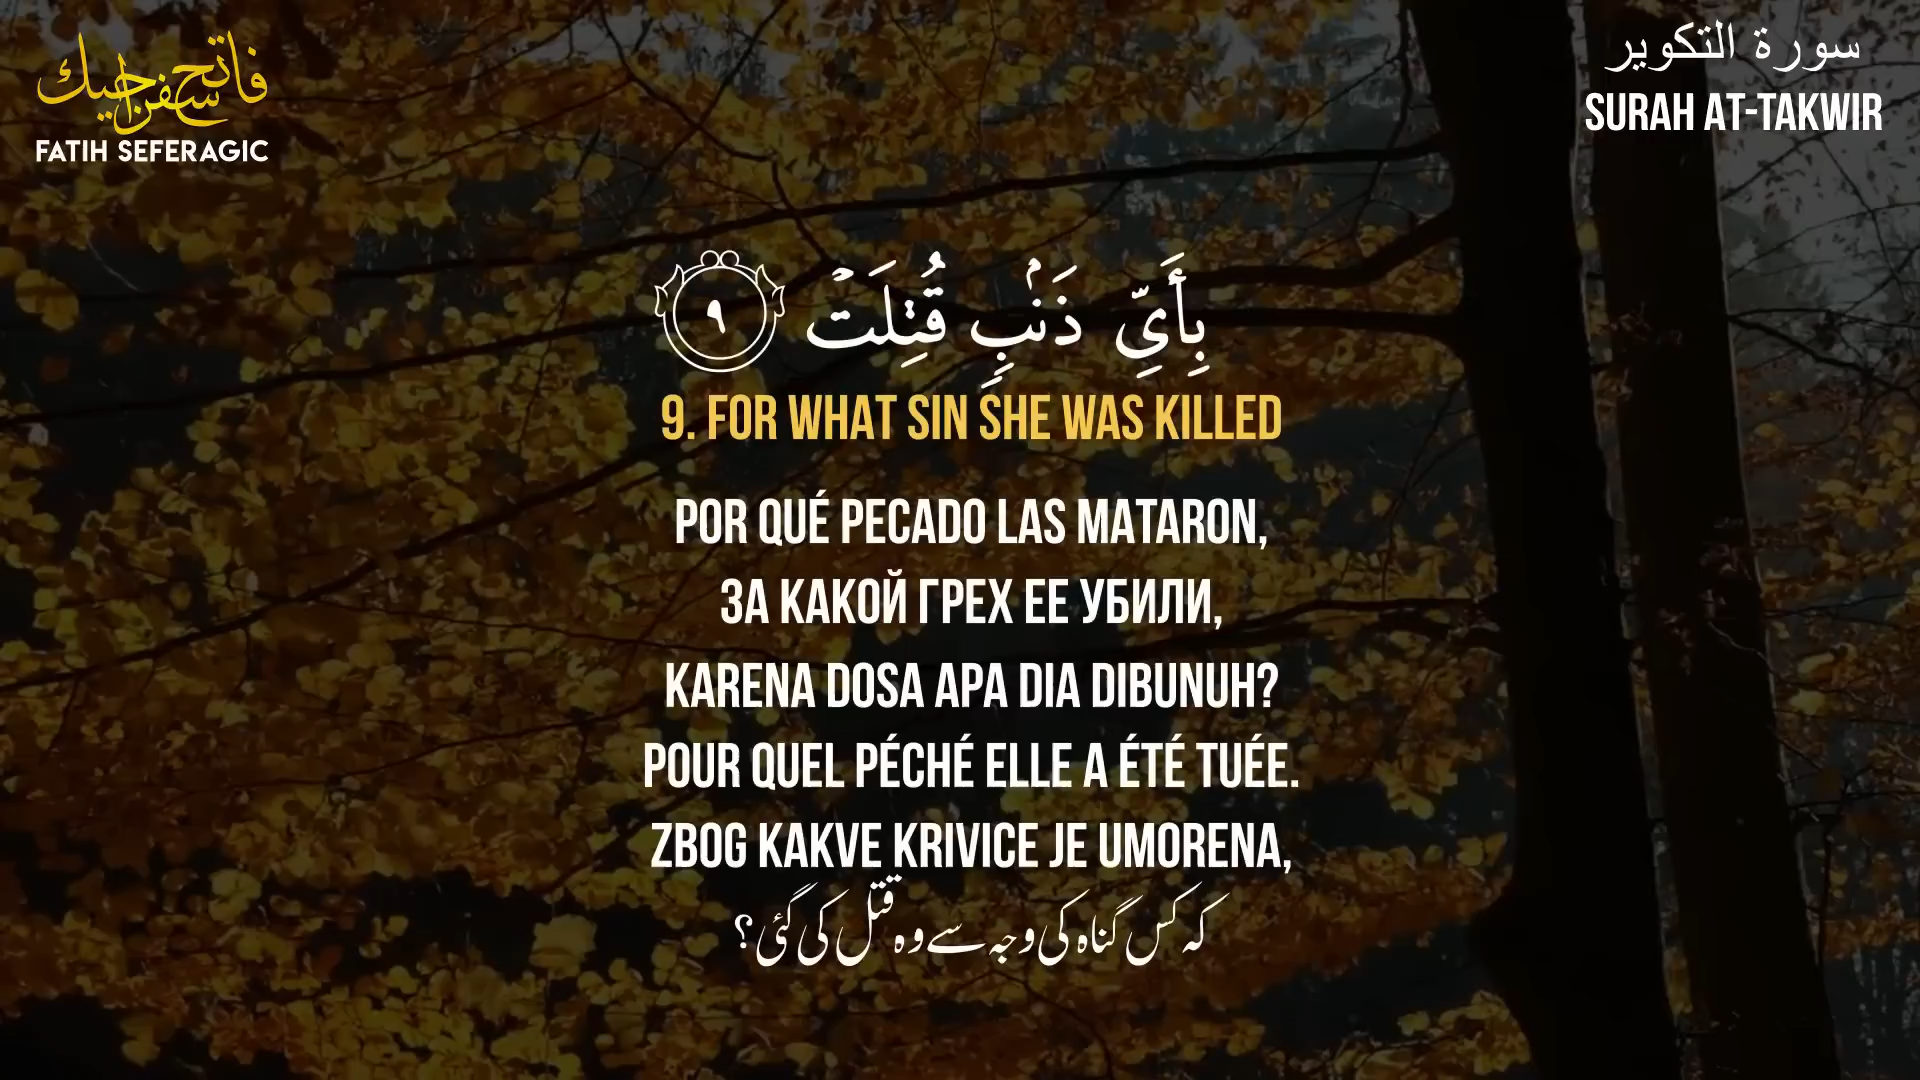 فاتح سفراجيك
FATIH SEFERAGIC
سورة التكوير
SURAH AT-TAKWIR
بِأَيِّ ذَنۢبٖ قُتِلَتۡ ٩
9. FOR WHAT SIN SHE WAS KILLED
POR QUÉ PECADO LAS MATARON,
ЗА КАКОЙ ГРЕХ ЕЕ УБИЛИ,
KARENA DOSA APA DIA DIBUNUH?
POUR QUEL PÉCHÉ ELLE A ÉTÉ TUÉE.
ZBOG KAKVE KRIVICE JE UMORENA,
کہ کس گناہ کی وجہ سے وہ قتل کی گئی؟